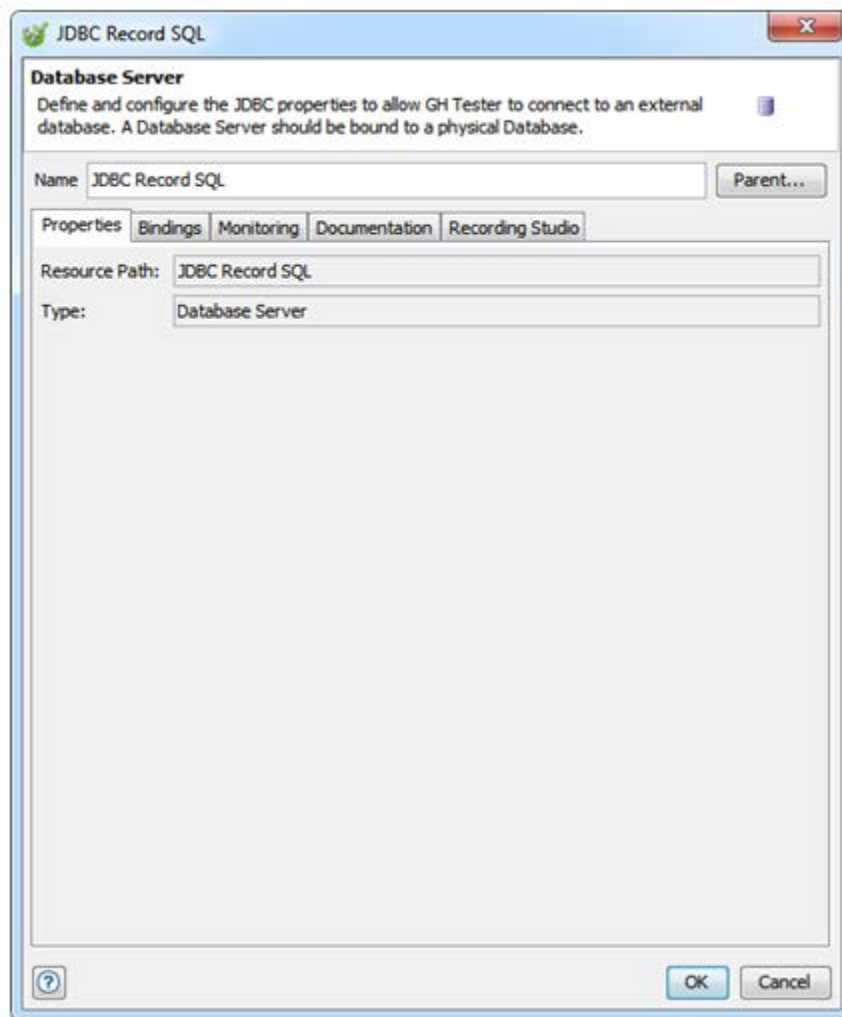 JDBC Record SQL
Database Server
Define and configure the JDBC properties to allow GH Tester to connect to an external
database. A Database Server should be bound to a physical Database.
Name JDBC Record SQL Parent...
Properties Bindings Monitoring Documentation Recording Studio
Resource Path: JDBC Record SQL
Type: Database Server
? OK Cancel